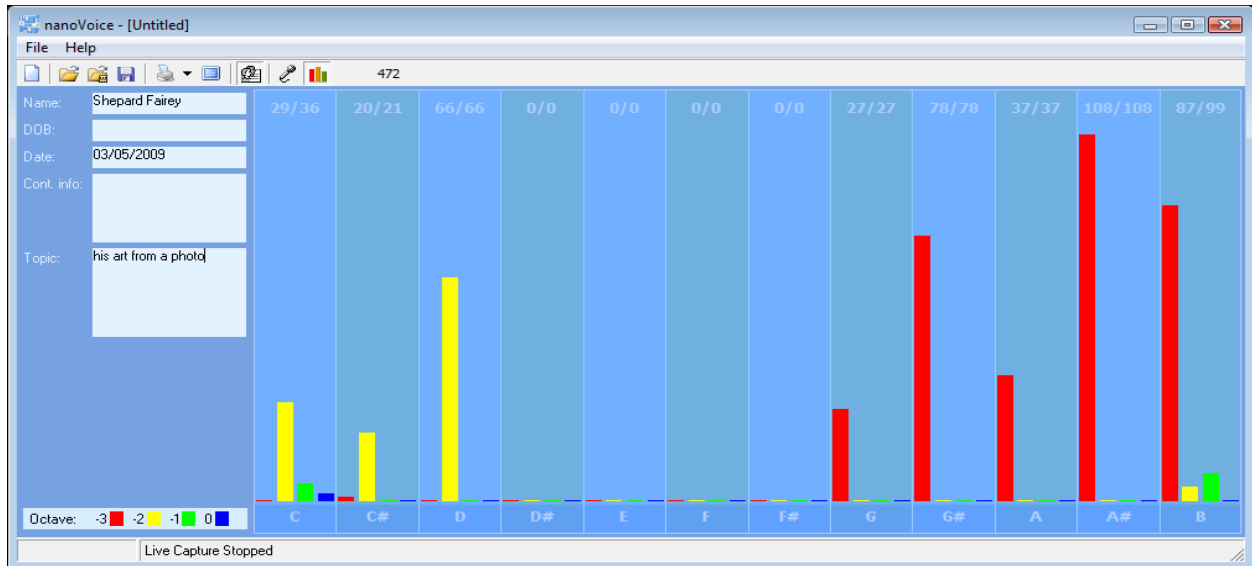 nanoVoice - [Untitled]
File Help
472
Name: Shepard Fairey
DOB:
Date: 03/05/2009
Cont. info:
Topic: his art from a photo
29/36 20/21 66/66 0/0 0/0 0/0 0/0 27/27 78/78 37/37 108/108 87/99
C C# D D# E F F# G G# A A# B
Octave: -3 -2 -1 0
Live Capture Stopped